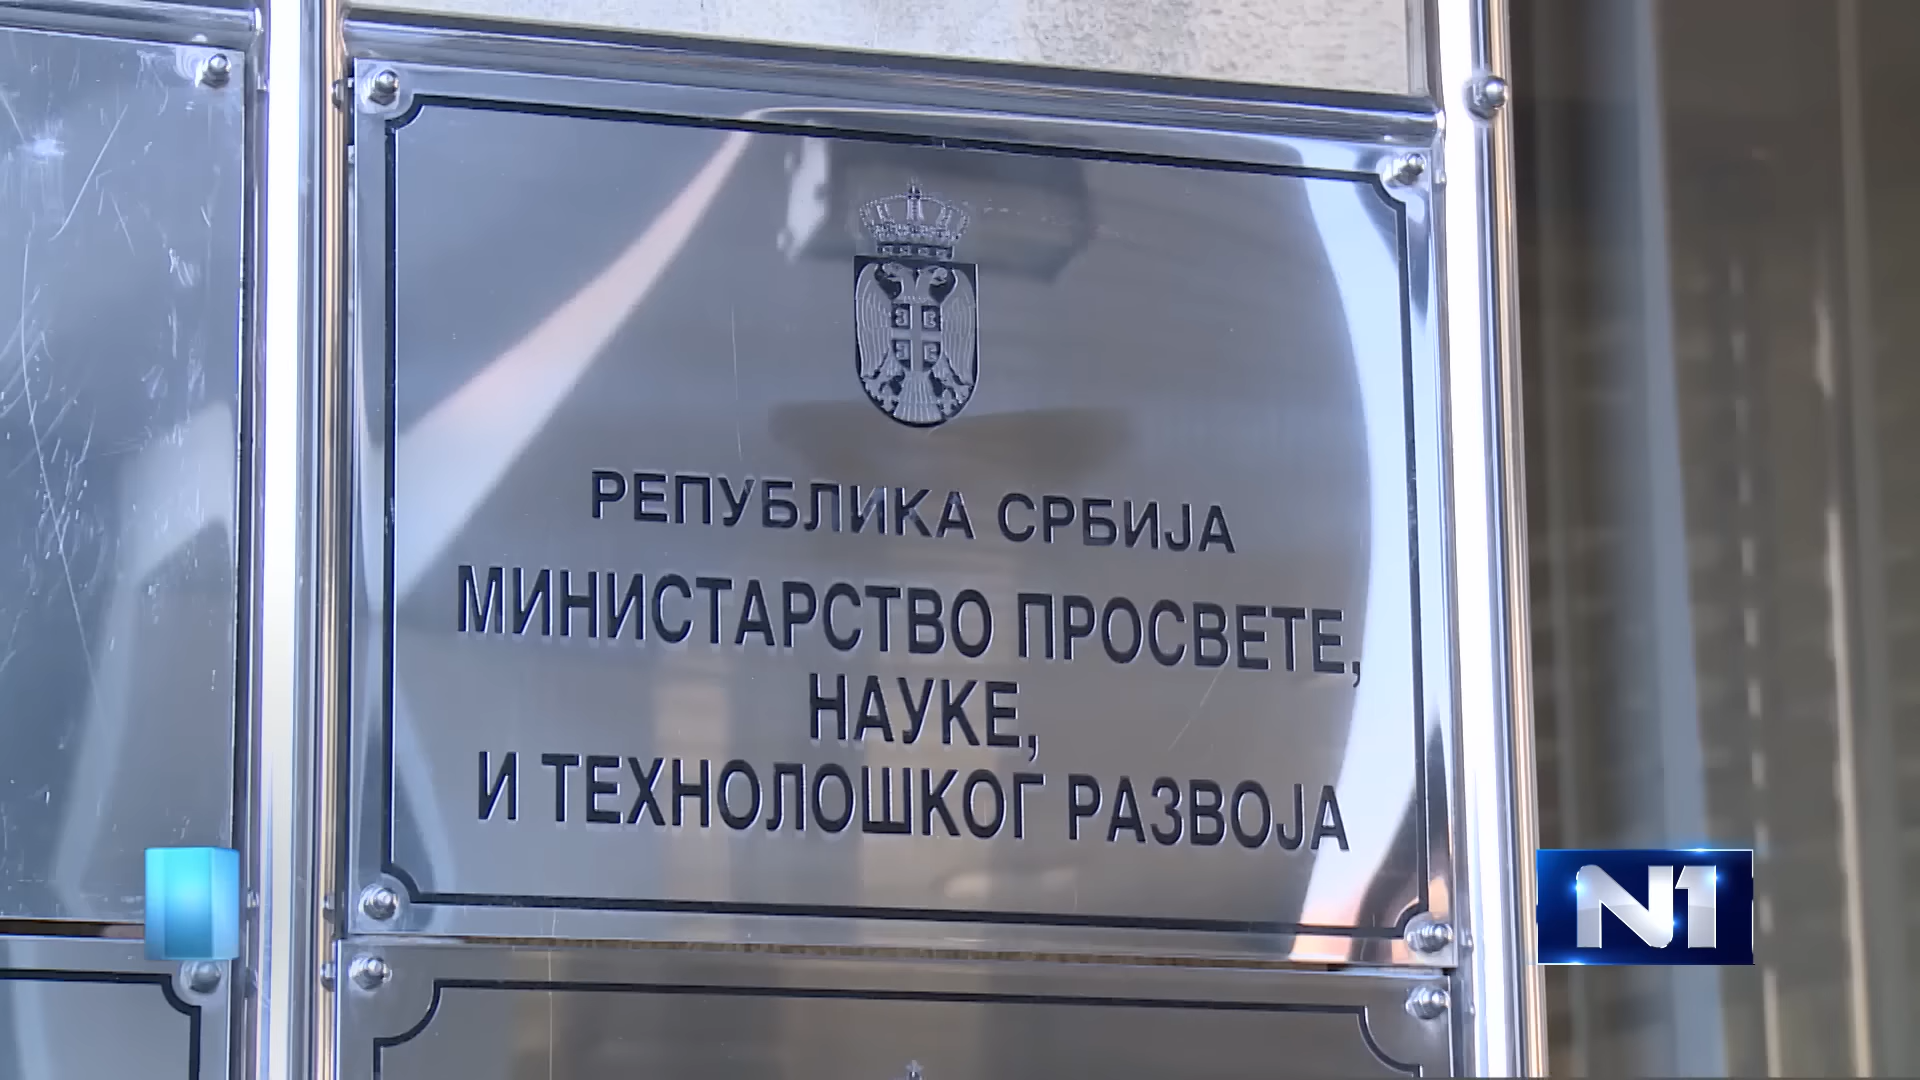 РЕПУБЛИКА СРБИЈА
МИНИСТАРСТВО ПРОСВЕТЕ,
НАУКЕ,
И ТЕХНОЛОШКОГ РАЗВОЈА
N1